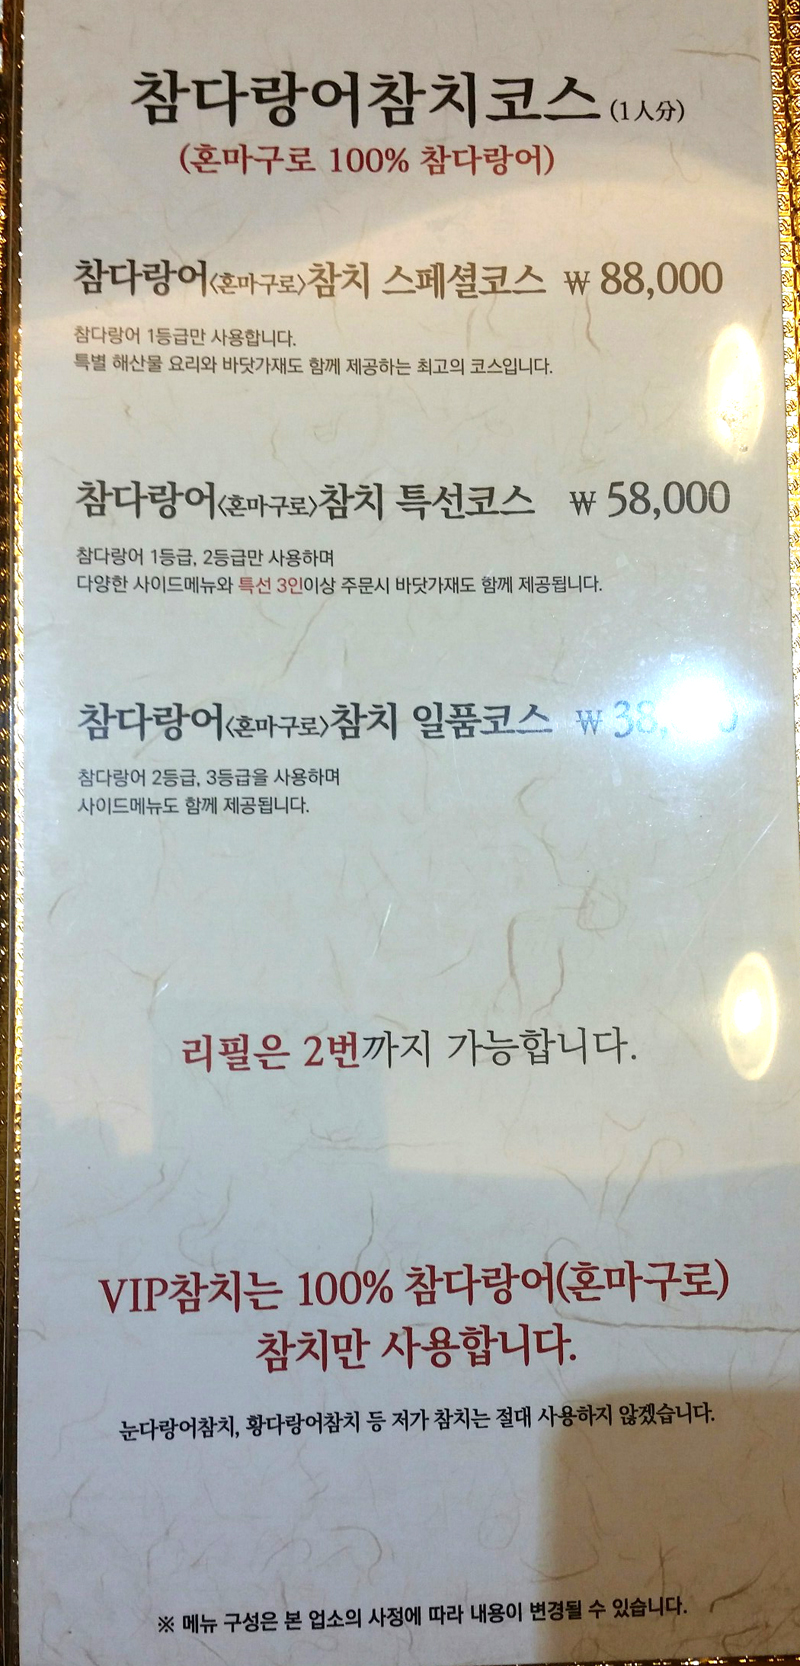 참다랑어참치코스 (1人分)
(혼마구로 100% 참다랑어)
참다랑어〈혼마구로〉참치 스페셜코스 ₩ 88,000
참다랑어 1등급만 사용합니다.
특별 해산물 요리와 바닷가재도 함께 제공하는 최고의 코스입니다.
참다랑어〈혼마구로〉참치 특선코스 ₩ 58,000
참다랑어 1등급, 2등급만 사용하며
다양한 사이드메뉴와 특선 3인이상 주문시 바닷가재도 함께 제공됩니다.
참다랑어〈혼마구로〉참치 일품코스 ₩
참다랑어 2등급, 3등급을 사용하며
사이드메뉴도 함께 제공됩니다.
리필은 2번까지 가능합니다.
VIP참치는 100% 참다랑어(혼마구로)
참치만 사용합니다.
눈다랑어참치, 황다랑어참치 등 저가 참치는 절대 사용하지 않겠습니다.
※ 메뉴 구성은 본 업소의 사정에 따라 내용이 변경될 수 있습니다.